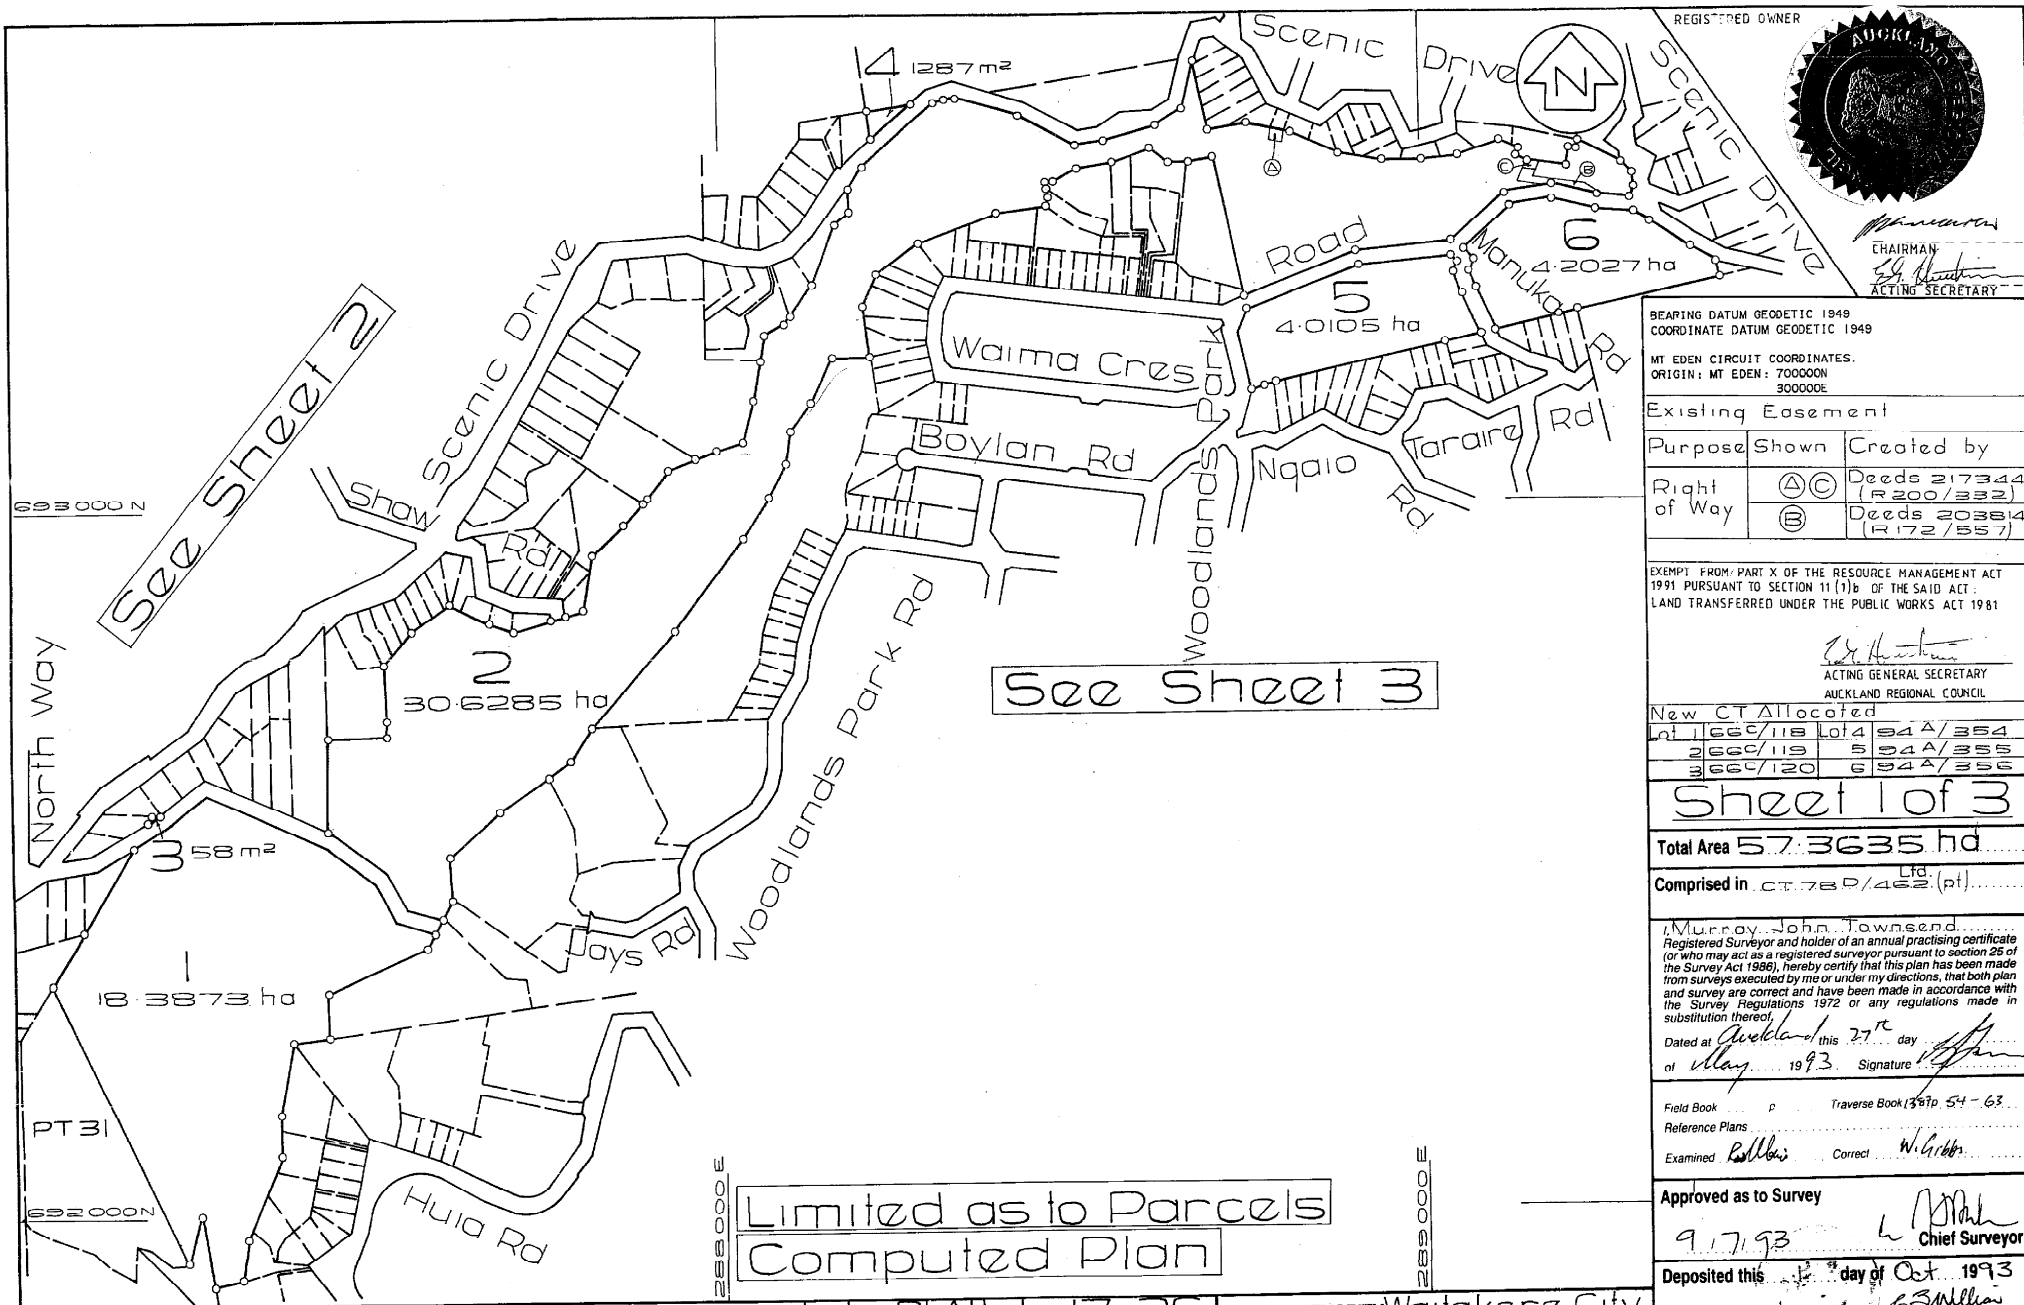 4 1287m²
Scenic Drive
Scenic Drive
N
Scenic Drive
See Sheet 2
A
C
B
Road
Manuka
Rd
6
4·2027 ha
5
4·0105 ha
Waima Cres
Boylan Rd
Woodlands Park
Ngaio
Rd
Taraire
Rd
693000N
Shaw
Rd
Woodlands Park Rd
North Way
2
30·6285 ha
See Sheet 3
3 58m²
1
18·3873 ha
Jays Rd
PT 31
692000N
Huia Rd
288000E
289000E
Limited as to Parcels
Computed Plan
REGISTERED OWNER
AUCKLAND
CHAIRMAN
ACTING SECRETARY
BEARING DATUM GEODETIC 1949
COORDINATE DATUM GEODETIC 1949
MT EDEN CIRCUIT COORDINATES.
ORIGIN: MT EDEN: 700000N
300000E
Existing Easement
Purpose Shown Created by
Right of Way A C Deeds 217344 (R 200/332)
B Deeds 203814 (R 172/557)
EXEMPT FROM PART X OF THE RESOURCE MANAGEMENT ACT
1991 PURSUANT TO SECTION 11(1)b OF THE SAID ACT:
LAND TRANSFERRED UNDER THE PUBLIC WORKS ACT 1981
ACTING GENERAL SECRETARY
AUCKLAND REGIONAL COUNCIL
New CT Allocated
Lot 1 66C/118 Lot 4 94A/354
2 66C/119 5 94A/355
3 66C/120 6 94A/356
Sheet 1 of 3
Total Area 57·3635 ha
Comprised in CT 78D/462 Ltd. (pt)
I, Murray John Townsend
Registered Surveyor and holder of an annual practising certificate
(or who may act as a registered surveyor pursuant to section 25 of
the Survey Act 1986), hereby certify that this plan has been made
from surveys executed by me or under my directions, that both plan
and survey are correct and have been made in accordance with
the Survey Regulations 1972 or any regulations made in
substitution thereof.
Dated at Auckland this 27th day
of May 1993 Signature
Field Book p Traverse Book 1387p 54-63
Reference Plans
Examined Correct W. Gibbs
Approved as to Survey
9/7/93 Chief Surveyor
Deposited this day of Oct 1993
Waitakere City